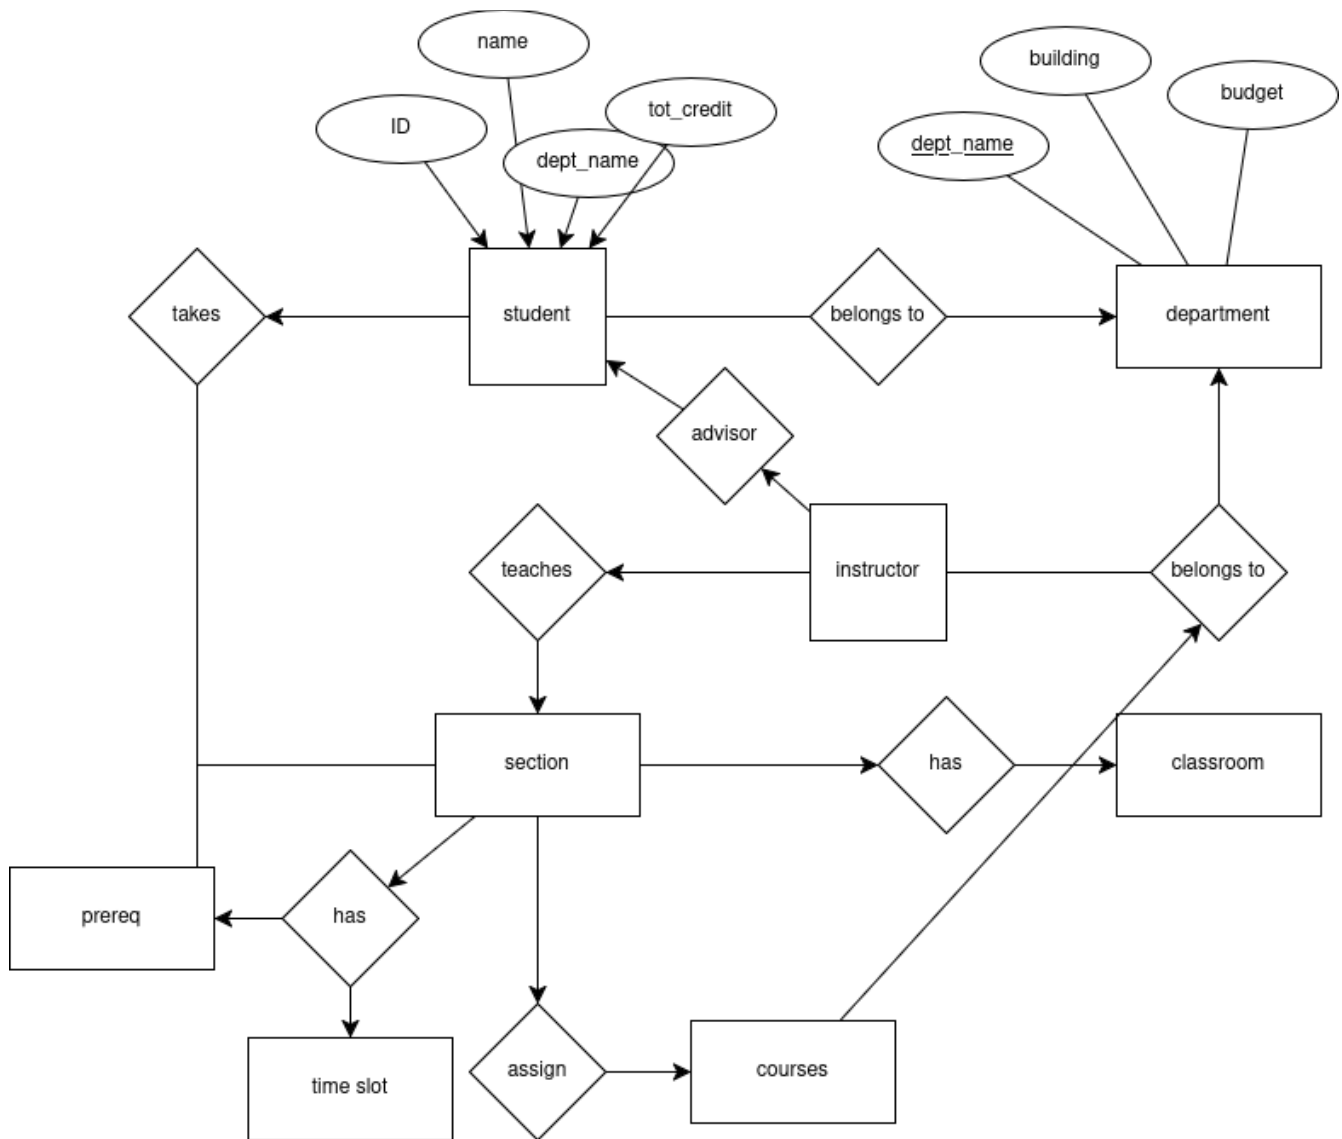 name
building
budget
tot_credit
ID
dept_name
dept_name
takes
student
belongs to
department
advisor
teaches
instructor
belongs to
section
has
classroom
prereq
has
time slot
assign
courses